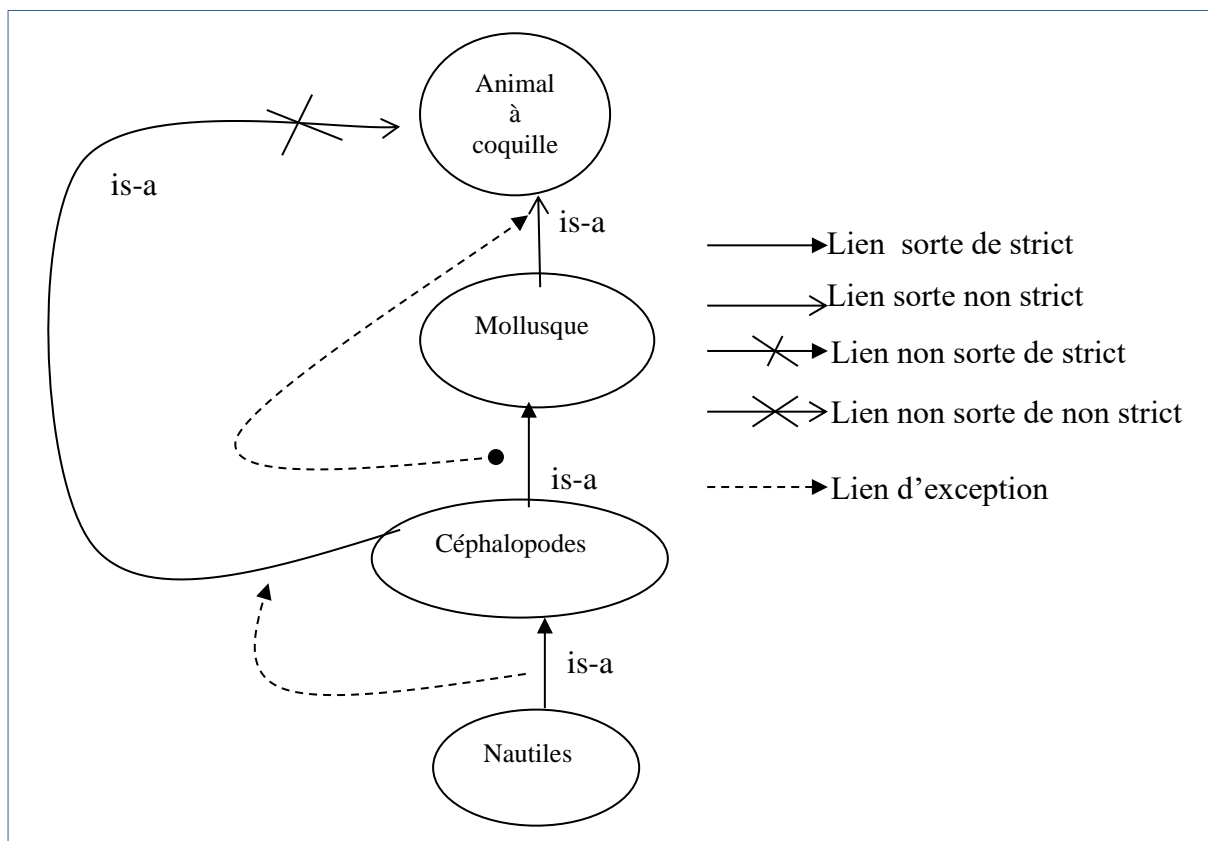 Animal
à
coquille
is-a
is-a
Mollusque
is-a
Céphalopodes
is-a
Nautiles
Lien sorte de strict
Lien sorte non strict
Lien non sorte de strict
Lien non sorte de non strict
Lien d’exception